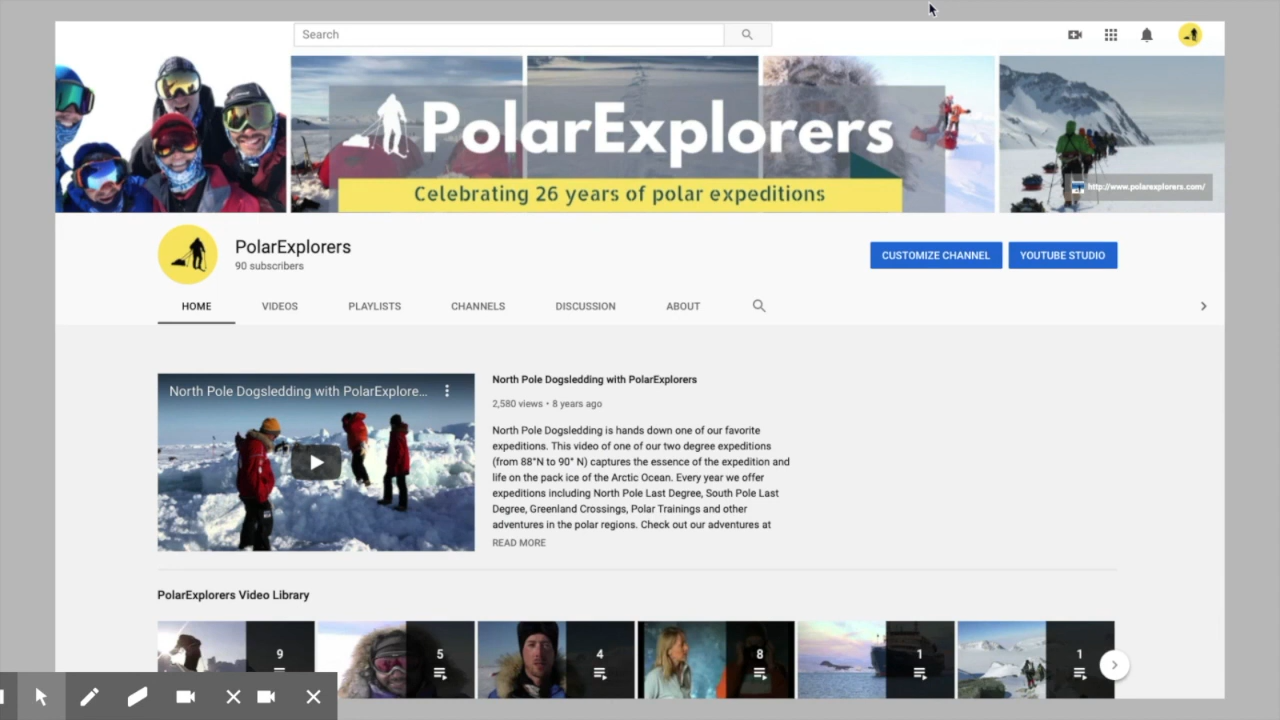 Search
PolarExplorers
Celebrating 26 years of polar expeditions
http://www.polarexplorers.com/
PolarExplorers
90 subscribers
CUSTOMIZE CHANNEL
YOUTUBE STUDIO
HOME
VIDEOS
PLAYLISTS
CHANNELS
DISCUSSION
ABOUT
North Pole Dogsledding with PolarExplore...
North Pole Dogsledding with PolarExplorers
2,580 views • 8 years ago
North Pole Dogsledding is hands down one of our favorite
expeditions. This video of one of our two degree expeditions
(from 88°N to 90° N) captures the essence of the expedition and
life on the pack ice of the Arctic Ocean. Every year we offer
expeditions including North Pole Last Degree, South Pole Last
Degree, Greenland Crossings, Polar Trainings and other
adventures in the polar regions. Check out our adventures at
READ MORE
PolarExplorers Video Library
9
5
4
8
1
1